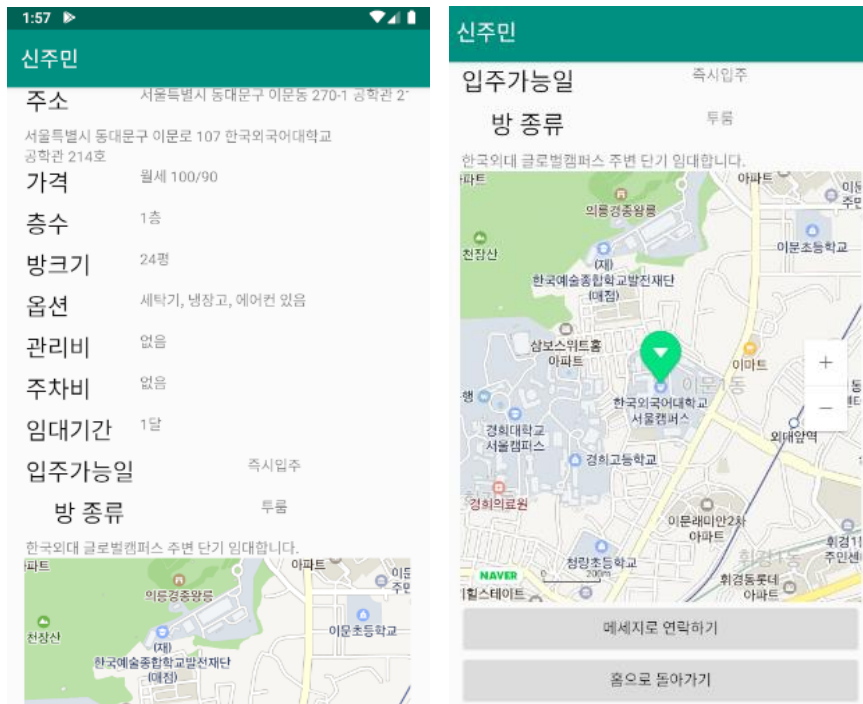 1:57
신주민
주소 서울특별시 동대문구 이문동 270-1 공학관 2
서울특별시 동대문구 이문로 107 한국외국어대학교
공학관 214호
가격 월세 100/90
층수 1층
방크기 24평
옵션 세탁기, 냉장고, 에어컨 있음
관리비 없음
주차비 없음
임대기간 1달
입주가능일 즉시입주
방 종류 투룸
한국외대 글로벌캠퍼스 주변 단기 임대합니다.
파트
아파트
의릉경종왕릉
천장산
이문초등학교
(재)
한국예술종합학교발전재단
(매점)
신주민
입주가능일 즉시입주
방 종류 투룸
한국외대 글로벌캠퍼스 주변 단기 임대합니다.
파트
아파트
의릉경종왕릉
천장산
이문초등학교
(재)
한국예술종합학교발전재단
(매점)
삼보스위트홈
아파트
이마트
+
이문1동
한국외국어대학교
서울캠퍼스
−
행
경희대학교
서울캠퍼스
외대앞역
경희고등학교
경희의료원
이문래미안2차
아파트
청량초등학교
휘경1동
휘경1
주민센
NAVER
0 200m
휘경동롯데
아파트
힐스테이트
메세지로 연락하기
홈으로 돌아가기